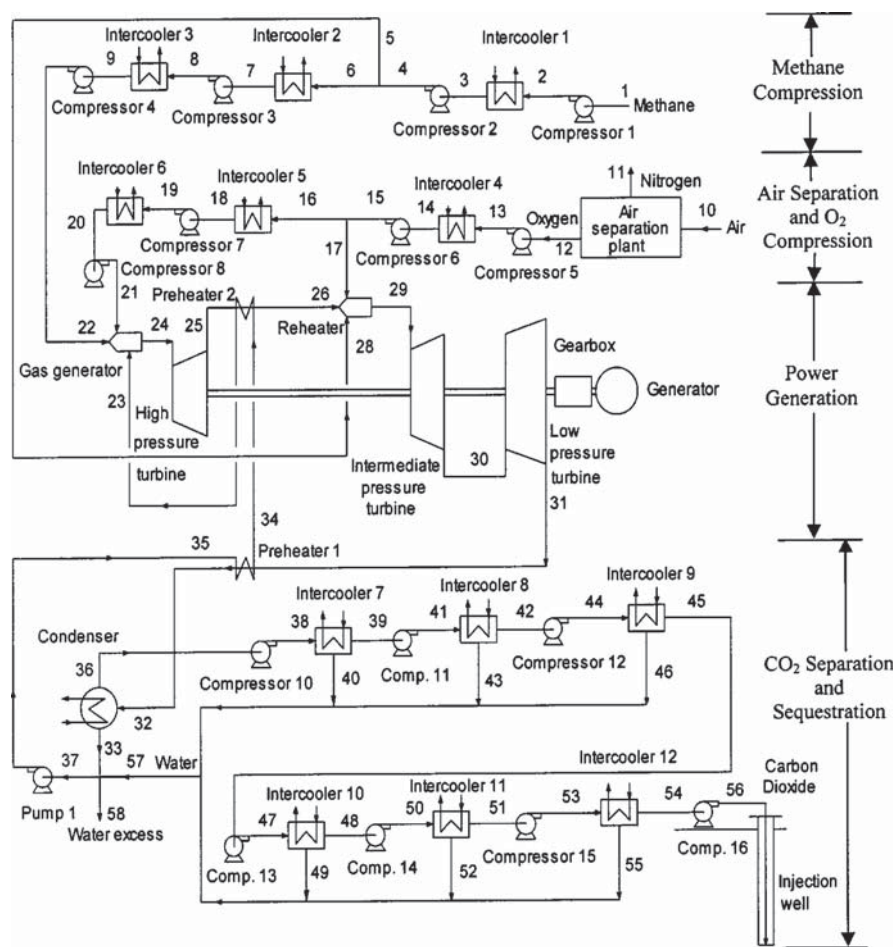 Intercooler 3
Intercooler 2
5
Intercooler 1
9
8
7
6
4
3
2
1
Methane
Compressor 4
Compressor 3
Compressor 2
Compressor 1
Methane
Compression
Intercooler 6
19
18
Intercooler 5
16
15
Intercooler 4
14
13
11
Nitrogen
10
20
Oxygen
12
Air
separation
plant
Air
Compressor 7
17
Compressor 6
Compressor 5
Compressor 8
21
Air Separation
and O2
Compression
Preheater 2
25
26
29
22
24
Reheater
28
Gas generator
23
High
pressure
turbine
Gearbox
Generator
Low
pressure
turbine
Intermediate
pressure
turbine
30
31
Power
Generation
34
35
Preheater 1
Intercooler 7
Intercooler 8
Intercooler 9
Condenser
36
38
39
41
42
44
45
Compressor 10
Comp. 11
Compressor 12
40
43
46
32
33
CO2 Separation
and
Sequestration
37
57
Water
Pump 1
58
Water excess
Intercooler 10
Intercooler 11
Intercooler 12
Carbon
Dioxide
47
48
50
51
53
54
56
Comp. 13
Comp. 14
Compressor 15
Comp. 16
49
52
55
Injection
well